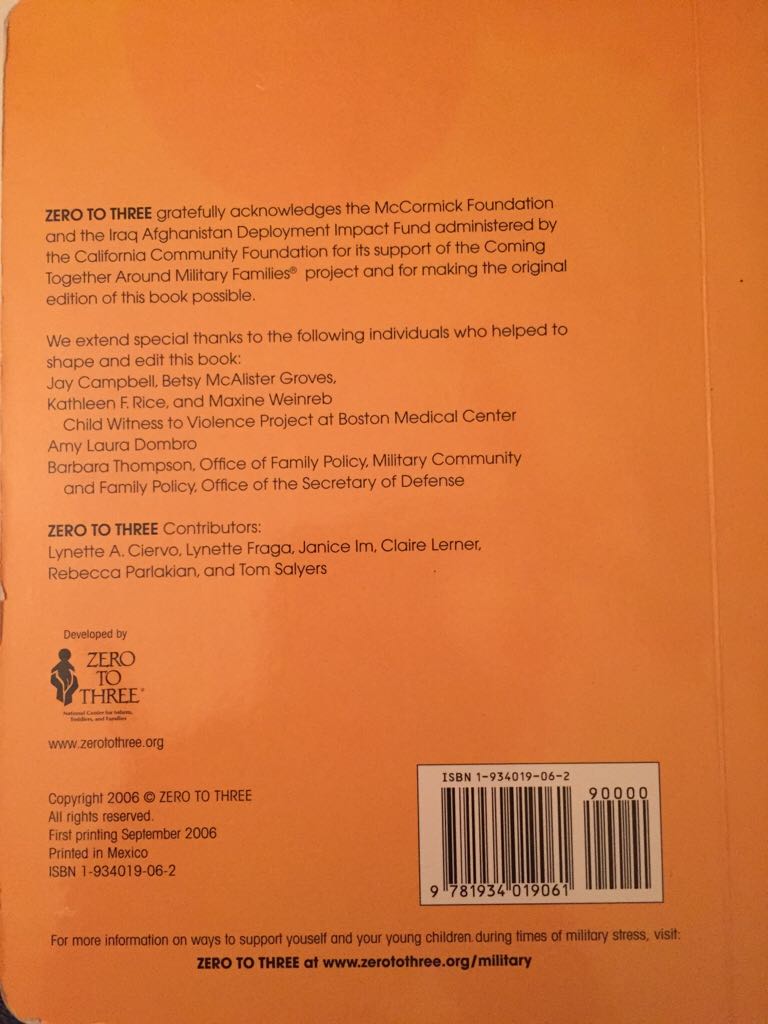 ZERO TO THREE gratefully acknowledges the McCormick Foundation
and the Iraq Afghanistan Deployment Impact Fund administered by
the California Community Foundation for its support of the Coming
Together Around Military Families® project and for making the original
edition of this book possible.
We extend special thanks to the following individuals who helped to
shape and edit this book:
Jay Campbell, Betsy McAlister Groves,
Kathleen F. Rice, and Maxine Weinreb
Child Witness to Violence Project at Boston Medical Center
Amy Laura Dombro
Barbara Thompson, Office of Family Policy, Military Community
and Family Policy, Office of the Secretary of Defense
ZERO TO THREE Contributors:
Lynette A. Ciervo, Lynette Fraga, Janice Im, Claire Lerner,
Rebecca Parlakian, and Tom Salyers
Developed by
ZERO
TO
THREE®
National Center for Infants,
Toddlers, and Families
www.zerotothree.org
Copyright 2006 © ZERO TO THREE
All rights reserved.
First printing September 2006
Printed in Mexico
ISBN 1-934019-06-2
ISBN 1-934019-06-2
90000
9 781934 019061
For more information on ways to support youself and your young children during times of military stress, visit:
ZERO TO THREE at www.zerotothree.org/military